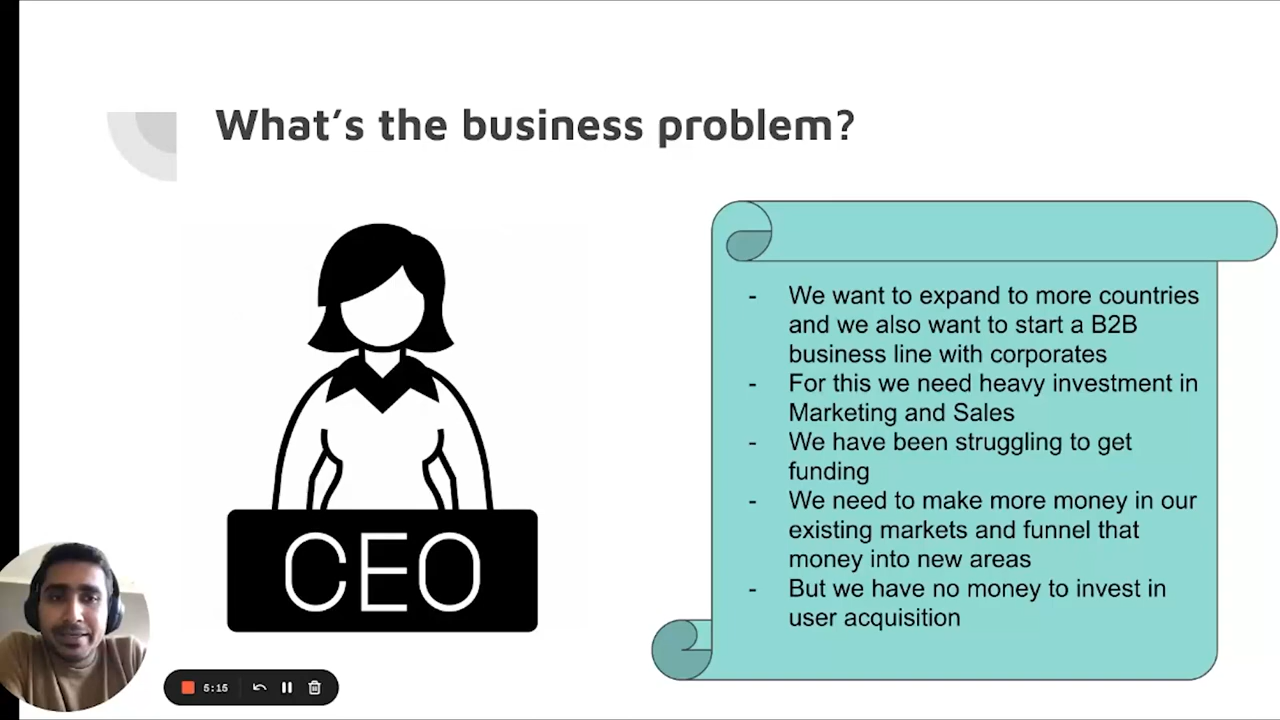 What's the business problem?
- We want to expand to more countries
and we also want to start a B2B
business line with corporates
- For this we need heavy investment in
Marketing and Sales
- We have been struggling to get
funding
- We need to make more money in our
existing markets and funnel that
money into new areas
- But we have no money to invest in
user acquisition
CEO
5:15